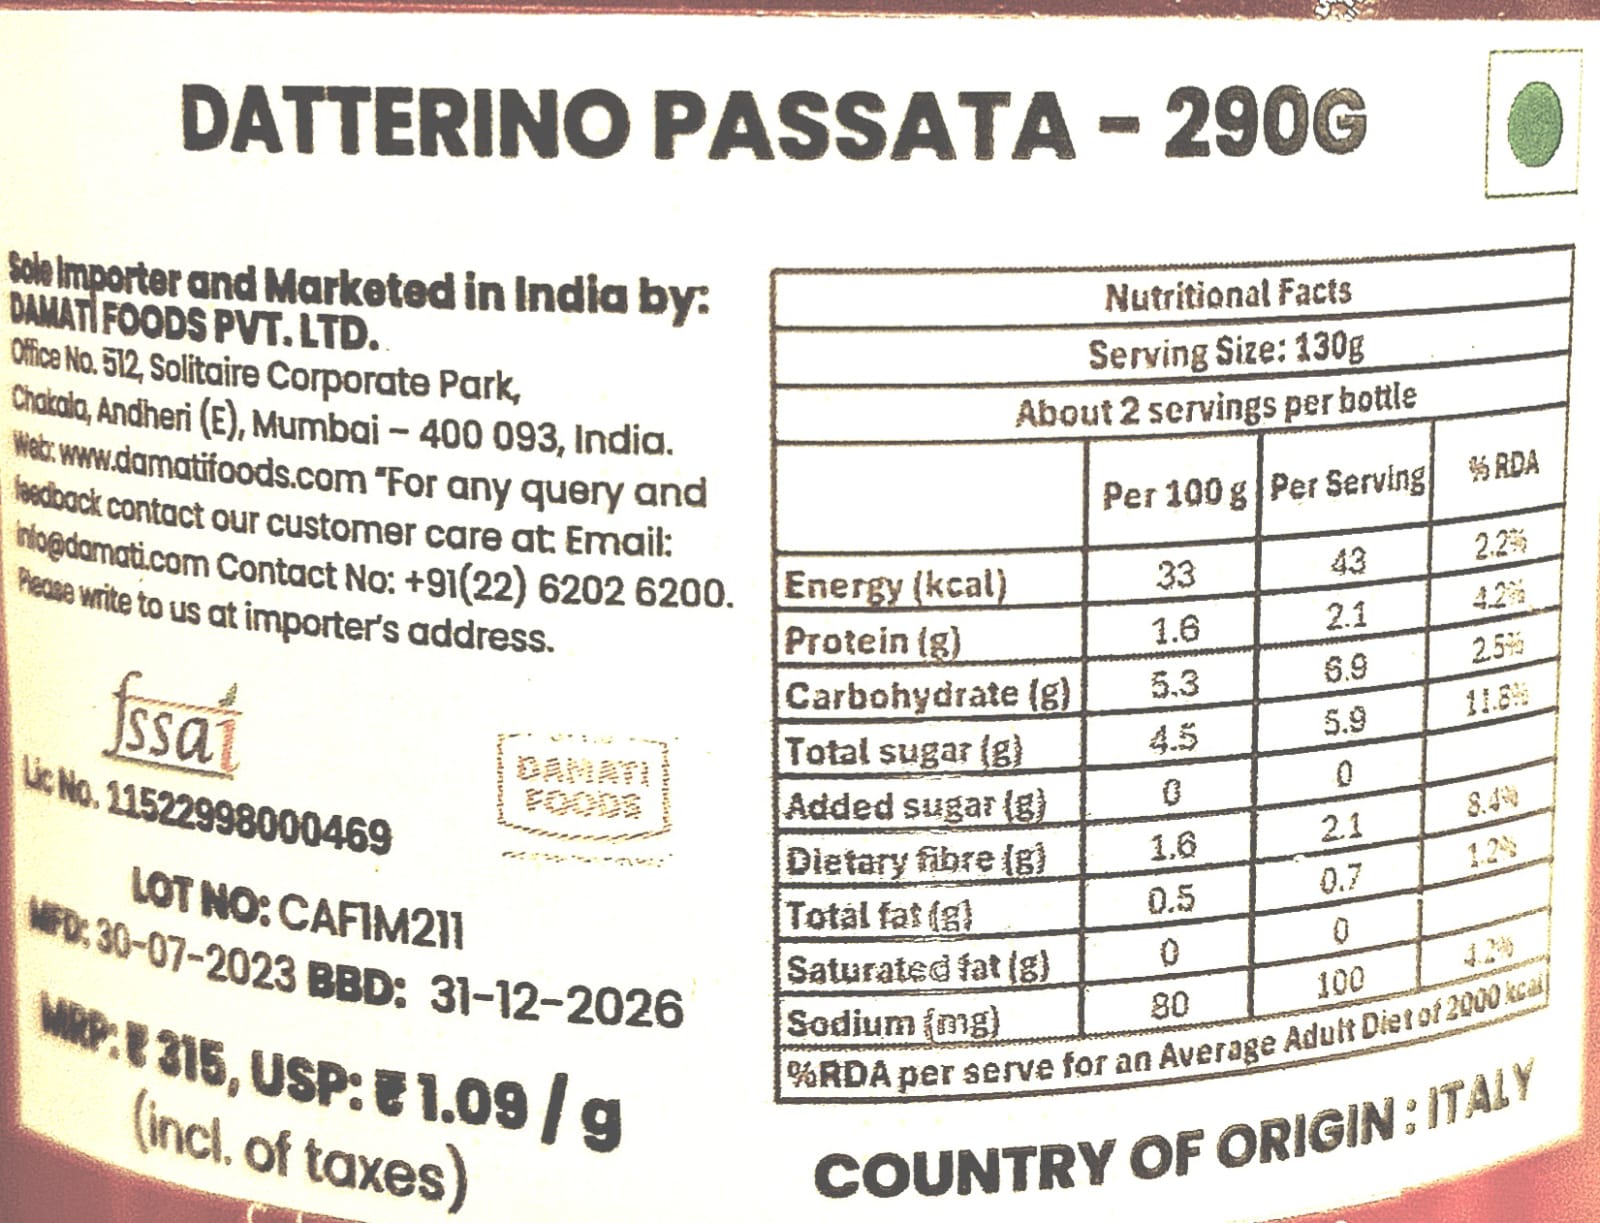 DATTERINO PASSATA - 290G
Sole Importer and Marketed in India by:
DAMATI FOODS PVT. LTD.
Office No. 512, Solitaire Corporate Park,
Chakala, Andheri (E), Mumbai – 400 093, India.
Web: www.damatifoods.com "For any query and
feedback contact our customer care at: Email:
info@damati.com Contact No: +91(22) 6202 6200.
Please write to us at importer's address.
fssai
Lic No. 11522998000469
DAMATI
FOODS
LOT NO: CAF1M211
MFD: 30-07-2023 BBD: 31-12-2026
MRP: ₹ 315, USP: ₹ 1.09 / g
(incl. of taxes)
Nutritional Facts
Serving Size: 130g
About 2 servings per bottle
Per 100 g Per Serving % RDA
Energy (kcal) 33 43 2.2%
Protein (g) 1.6 2.1 4.2%
Carbohydrate (g) 5.3 6.9 2.5%
Total sugar (g) 4.5 5.9 11.8%
Added sugar (g) 0 0
Dietary fibre (g) 1.6 2.1 8.4%
Total fat (g) 0.5 0.7 1.2%
Saturated fat (g) 0 0
Sodium (mg) 80 100 4.2%
%RDA per serve for an Average Adult Diet of 2000 kcal
COUNTRY OF ORIGIN : ITALY